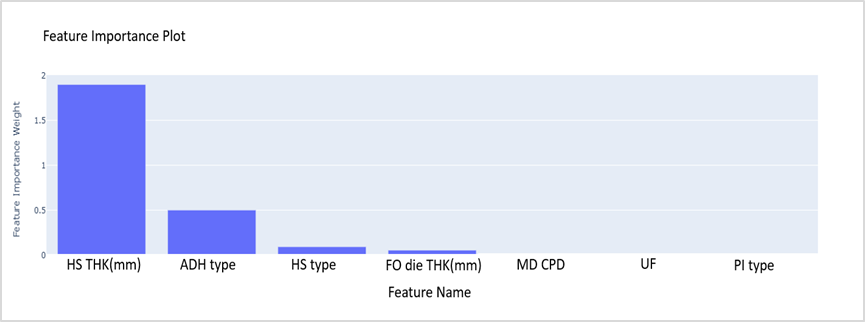 Feature Importance Plot
Feature Importance Weight
2
1.5
1
0.5
0
HS THK(mm) ADH type HS type FO die THK(mm) MD CPD UF PI type
Feature Name